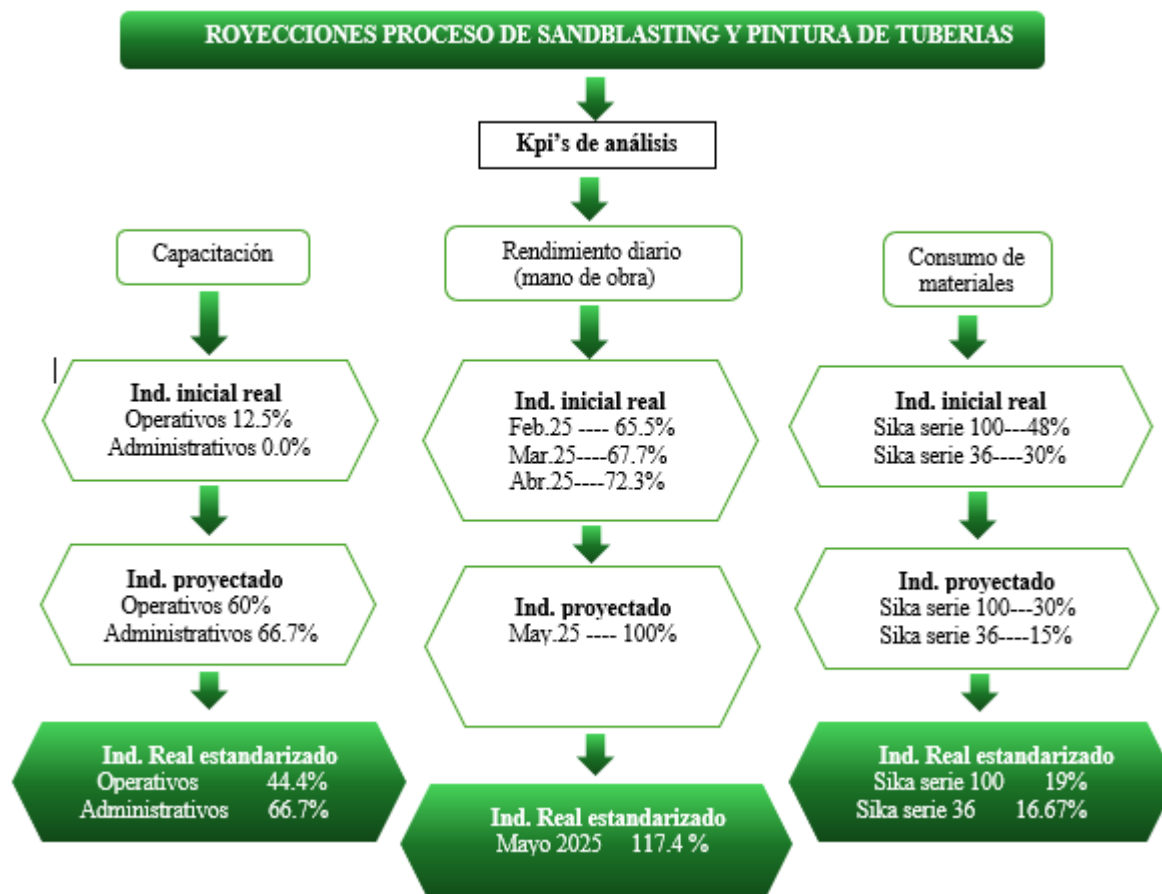 ROYECCIONES PROCESO DE SANDBLASTING Y PINTURA DE TUBERIAS
Kpi’s de análisis
Capacitación
Ind. inicial real
Operativos 12.5%
Administrativos 0.0%
Ind. proyectado
Operativos 60%
Administrativos 66.7%
Ind. Real estandarizado
Operativos 44.4%
Administrativos 66.7%
Rendimiento diario
(mano de obra)
Ind. inicial real
Feb.25 ---- 65.5%
Mar.25----67.7%
Abr.25----72.3%
Ind. proyectado
May.25 ---- 100%
Ind. Real estandarizado
Mayo 2025 117.4 %
Consumo de
materiales
Ind. inicial real
Sika serie 100---48%
Sika serie 36----30%
Ind. proyectado
Sika serie 100---30%
Sika serie 36----15%
Ind. Real estandarizado
Sika serie 100 19%
Sika serie 36 16.67%